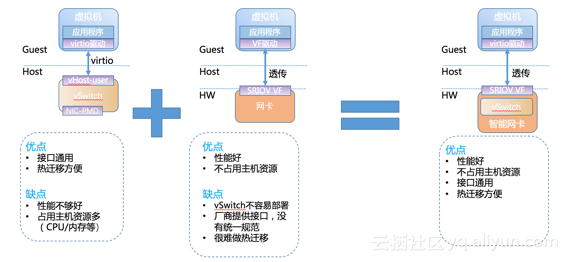 虚拟机
应用程序
virtio驱动
Guest
virtio
Host
vHost-user
vSwitch
NIC-PMD
优点
• 接口通用
• 热迁移方便
缺点
• 性能不够好
• 占用主机资源多
（CPU/内存等）
虚拟机
应用程序
VF驱动
Guest
Host
透传
HW
SRIOV VF
网卡
优点
• 性能好
• 不占用主机资源
缺点
• vSwitch不容易部署
• 厂商提供接口，没
有统一规范
• 很难做热迁移
虚拟机
应用程序
virtio驱动
Guest
Host
透传
HW
SRIOV VF
vSwitch
智能网卡
优点
• 性能好
• 不占用主机资源
• 接口通用
• 热迁移方便
云栖社区 yq.aliyun.com